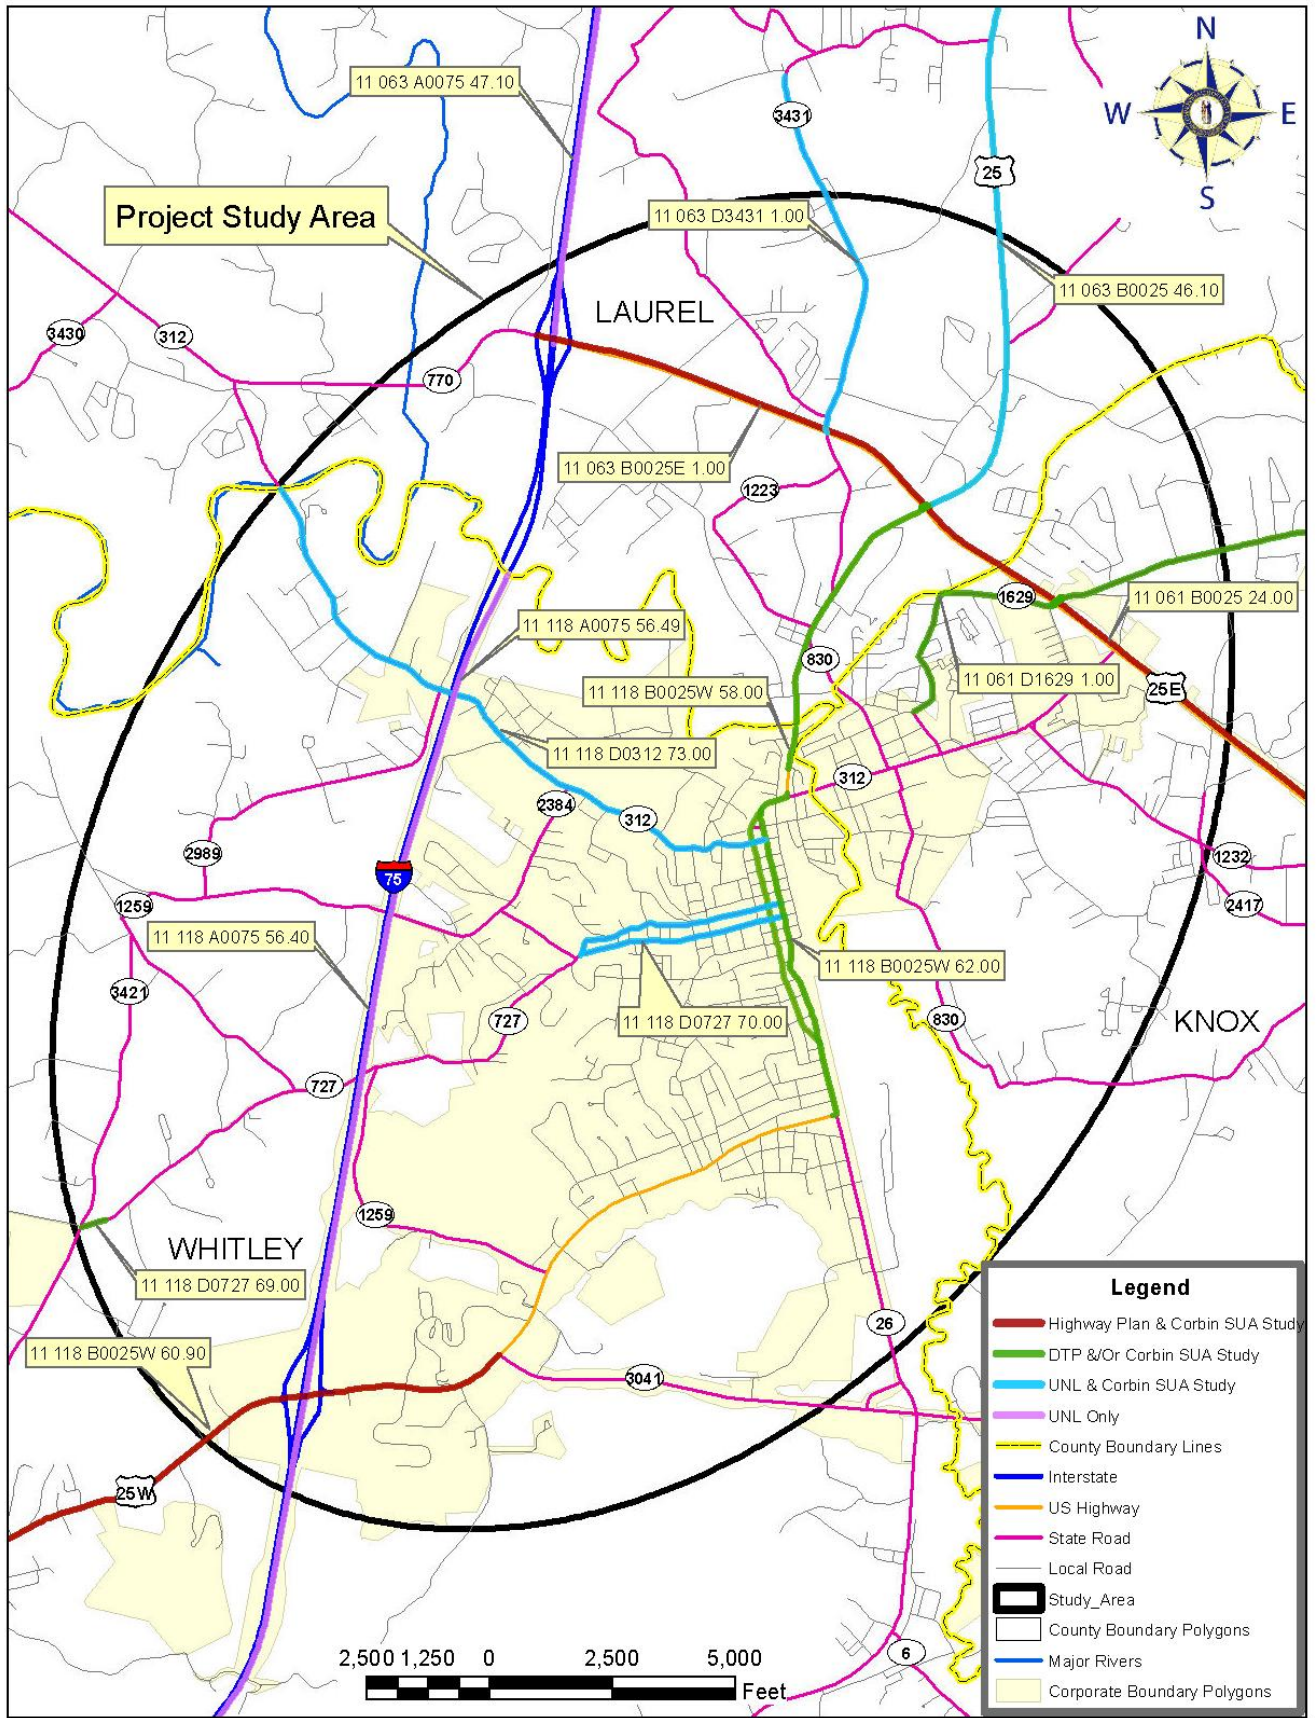 N
11 063 A0075 47.10
3431
W
E
25
S
Project Study Area
11 063 D3431 1.00
11 063 B0025 46.10
LAUREL
3430
312
770
11 063 B0025E 1.00
1223
1629
11 061 B0025 24.00
11 118 A0075 56.49
830
11 061 D1629 1.00
11 118 B0025W 58.00
25E
11 118 D0312 73.00
312
2384
312
2989
1232
75
1259
2417
11 118 A0075 56.40
11 118 B0025W 62.00
3421
727
11 118 D0727 70.00
830
KNOX
727
1259
WHITLEY
11 118 D0727 69.00
26
11 118 B0025W 60.90
3041
25W
6
Legend
Highway Plan & Corbin SUA Study
DTP &/Or Corbin SUA Study
UNL & Corbin SUA Study
UNL Only
County Boundary Lines
Interstate
US Highway
State Road
Local Road
Study_Area
County Boundary Polygons
Major Rivers
Corporate Boundary Polygons
2,500 1,250 0 2,500 5,000
Feet